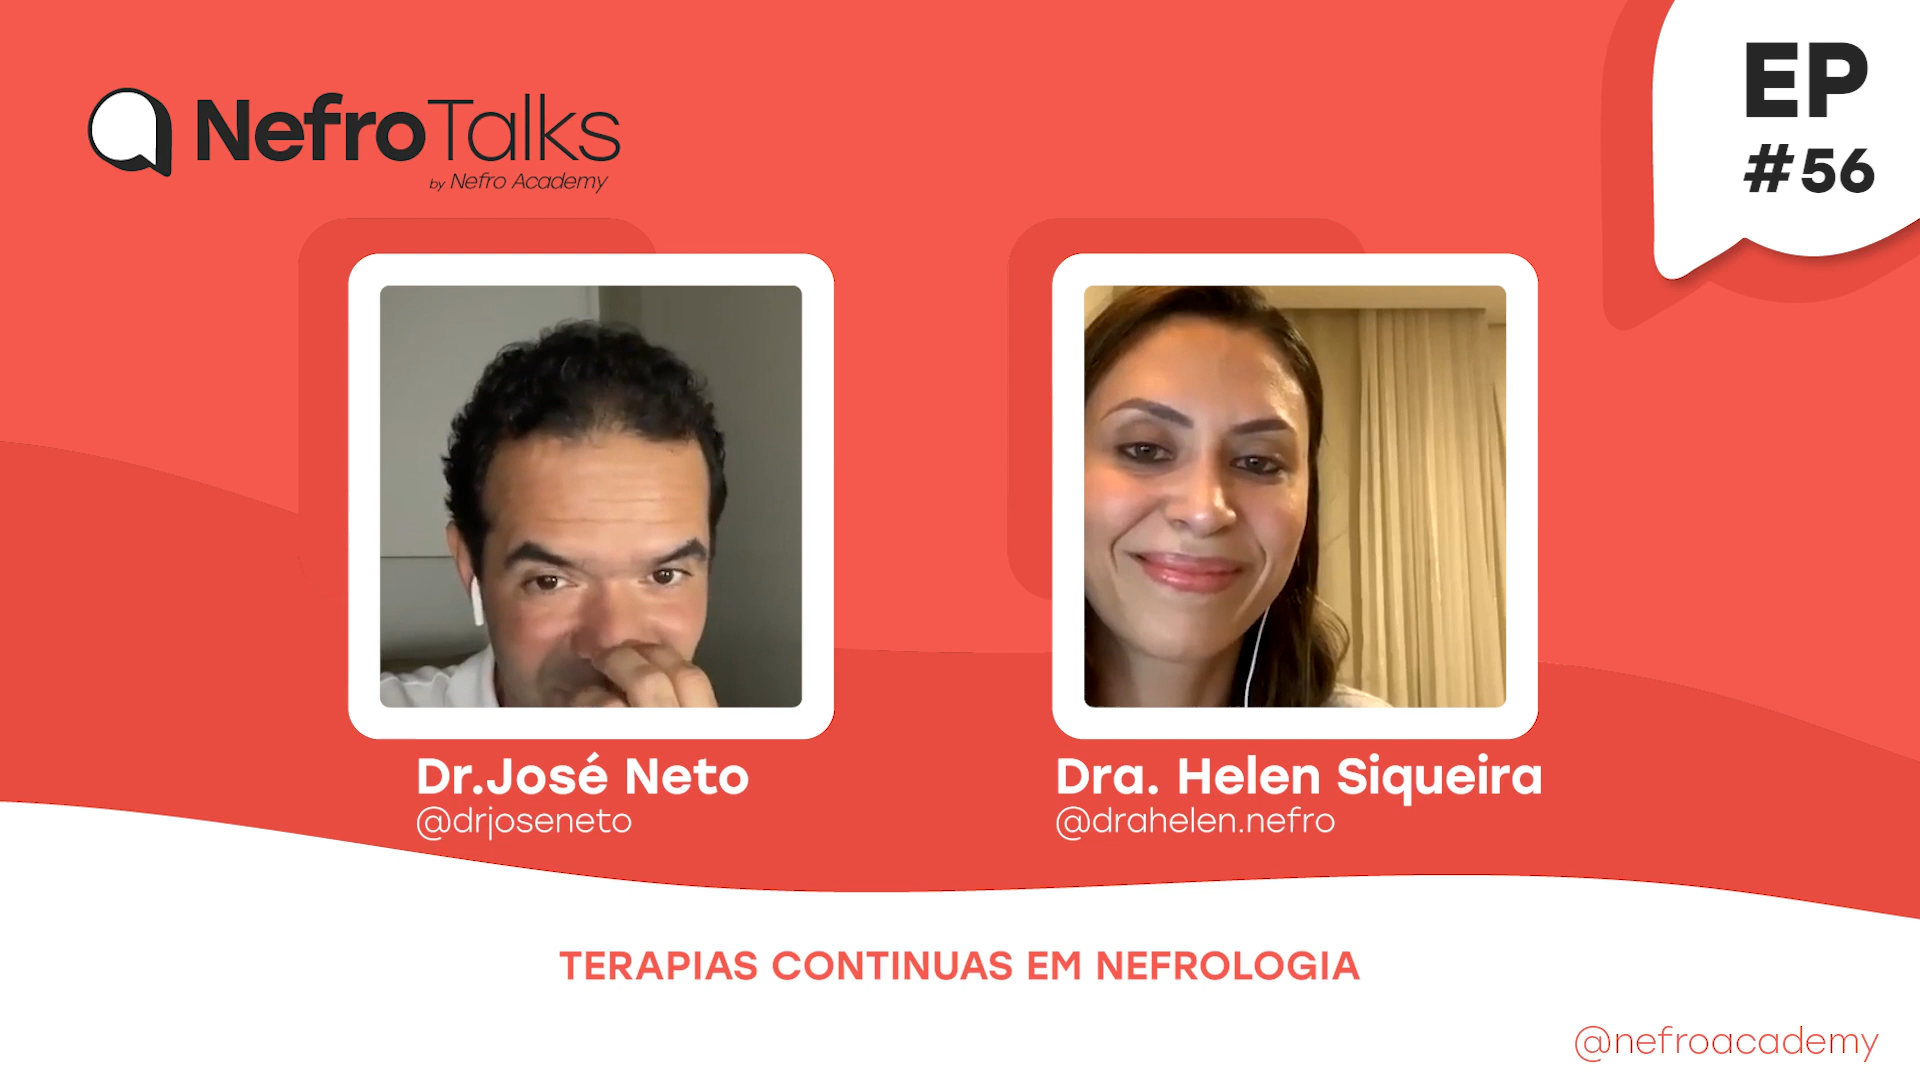 NefroTalks
by Nefro Academy
EP
#56
Dr.José Neto
@drjoseneto
Dra. Helen Siqueira
@drahelen.nefro
TERAPIAS CONTINUAS EM NEFROLOGIA
@nefroacademy